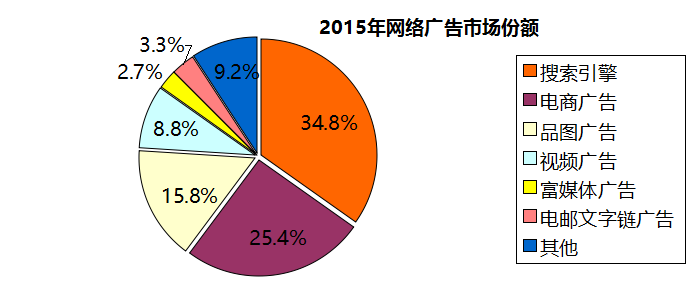 2015年网络广告市场份额
3.3%
2.7%
9.2%
34.8%
8.8%
15.8%
25.4%
搜索引擎
电商广告
品图广告
视频广告
富媒体广告
电邮文字链广告
其他